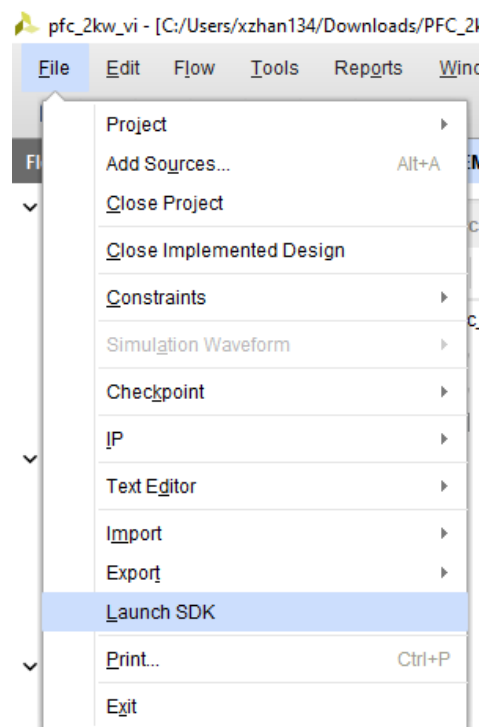 pfc_2kw_vi - [C:/Users/xzhan134/Downloads/PFC_2k
File Edit Flow Tools Reports Wind
Project
Add Sources... Alt+A
Close Project
Close Implemented Design
Constraints
Simulation Waveform
Checkpoint
IP
Text Editor
Import
Export
Launch SDK
Print... Ctrl+P
Exit